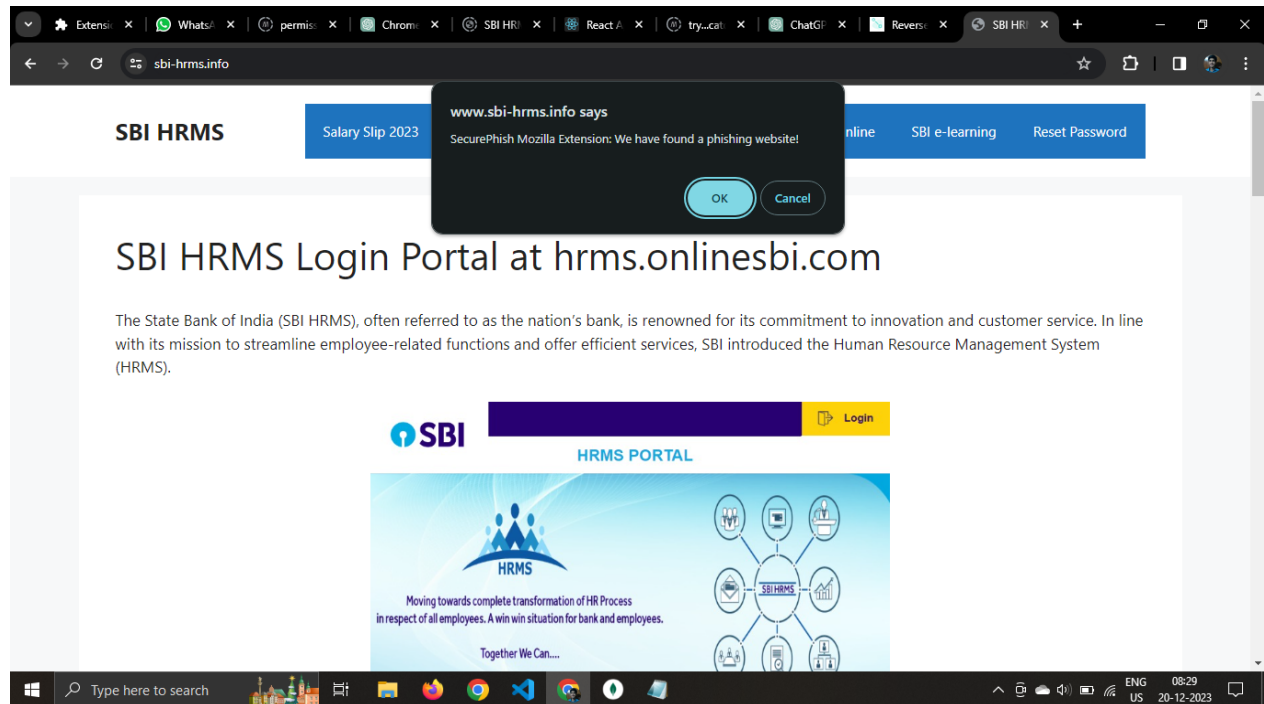 Extensi
WhatsA
permiss
Chrome
SBI HRM
React A
try...cat
ChatGP
Reverse
SBI HRM
sbi-hrms.info
www.sbi-hrms.info says
SecurePhish Mozilla Extension: We have found a phishing website!
OK
Cancel
SBI HRMS
Salary Slip 2023
nline
SBI e-learning
Reset Password
SBI HRMS Login Portal at hrms.onlinesbi.com
The State Bank of India (SBI HRMS), often referred to as the nation’s bank, is renowned for its commitment to innovation and customer service. In line
with its mission to streamline employee-related functions and offer efficient services, SBI introduced the Human Resource Management System
(HRMS).
SBI
Login
HRMS PORTAL
HRMS
Moving towards complete transformation of HR Process
in respect of all employees. A win win situation for bank and employees.
Together We Can....
SBI HRMS
Type here to search
ENG
US
08:29
20-12-2023